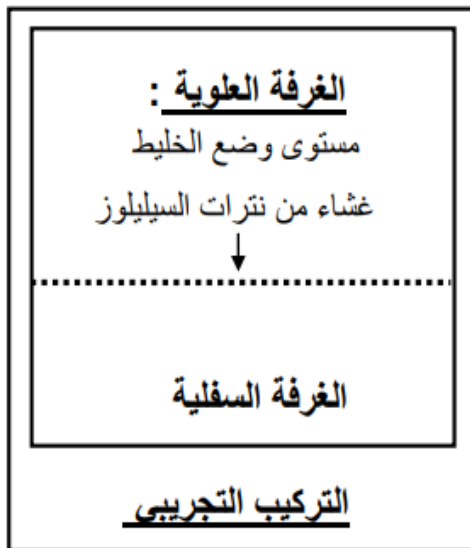 الغرفة العلوية :
مستوى وضع الخليط
غشاء من نترات السيليلوز
الغرفة السفلية
التركيب التجريبي